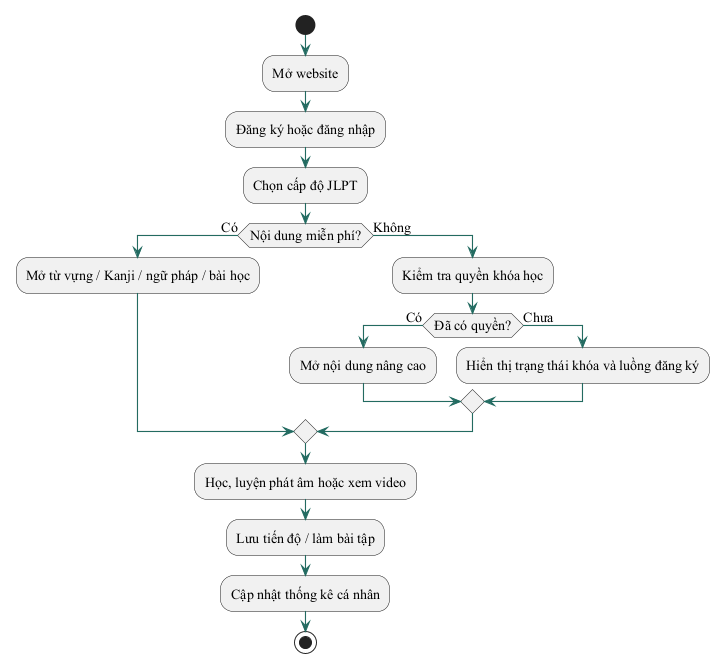 Mở website
Đăng ký hoặc đăng nhập
Chọn cấp độ JLPT
Có
Nội dung miễn phí?
Không
Mở từ vựng / Kanji / ngữ pháp / bài học
Kiểm tra quyền khóa học
Có
Đã có quyền?
Chưa
Mở nội dung nâng cao
Hiển thị trạng thái khóa và luồng đăng ký
Học, luyện phát âm hoặc xem video
Lưu tiến độ / làm bài tập
Cập nhật thống kê cá nhân